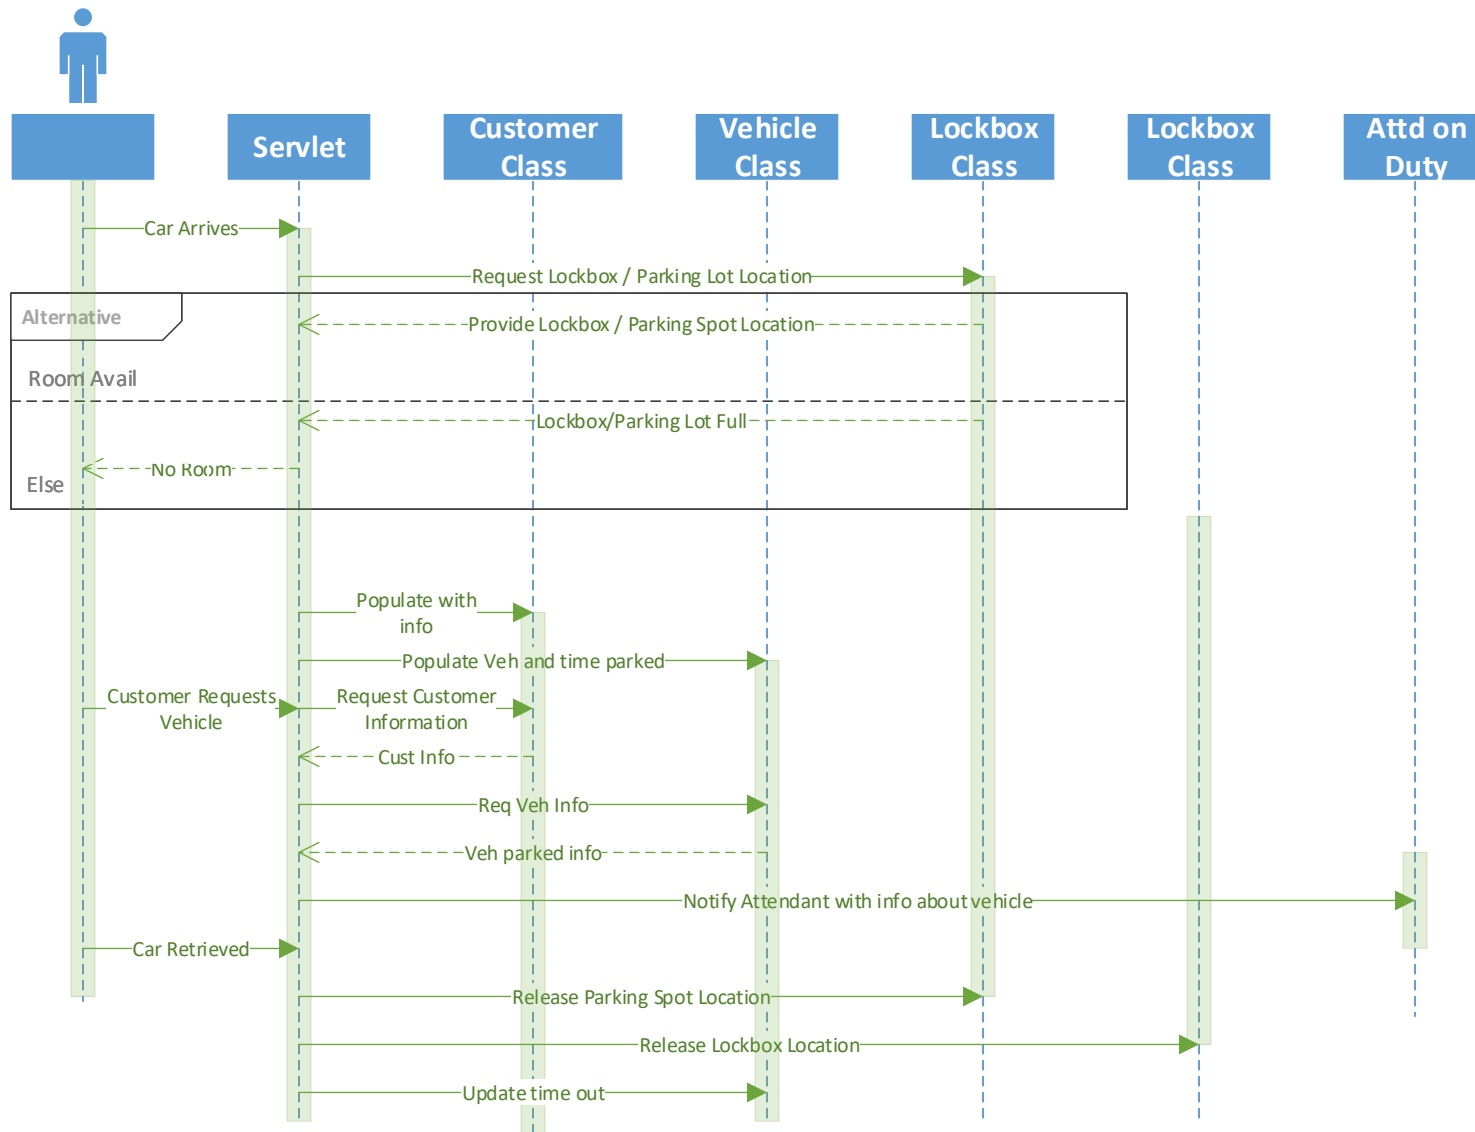 Servlet
Customer
Class
Vehicle
Class
Lockbox
Class
Lockbox
Class
Attd on
Duty
Car Arrives
Request Lockbox / Parking Lot Location
Alternative
Provide Lockbox / Parking Spot Location
Room Avail
Lockbox/Parking Lot Full
No Room
Else
Populate with
info
Populate Veh and time parked
Customer Requests
Vehicle
Request Customer
Information
Cust Info
Req Veh Info
Veh parked info
Notify Attendant with info about vehicle
Car Retrieved
Release Parking Spot Location
Release Lockbox Location
Update time out